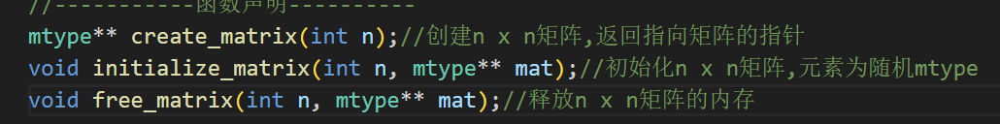 //-----------函数声明----------
mtype** create_matrix(int n);//创建n x n矩阵,返回指向矩阵的指针
void initialize_matrix(int n, mtype** mat);//初始化n x n矩阵,元素为随机mtype
void free_matrix(int n, mtype** mat);//释放n x n矩阵的内存